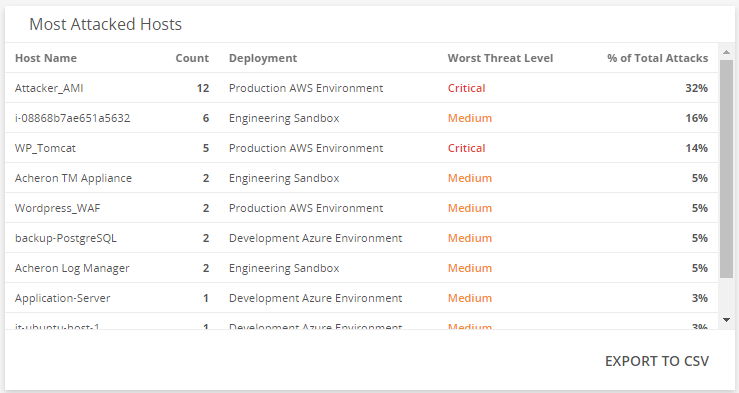 Most Attacked Hosts
Host Name Count Deployment Worst Threat Level % of Total Attacks
Attacker_AMI 12 Production AWS Environment Critical 32%
i-08868b7ae651a5632 6 Engineering Sandbox Medium 16%
WP_Tomcat 5 Production AWS Environment Critical 14%
Acheron TM Appliance 2 Engineering Sandbox Medium 5%
Wordpress_WAF 2 Production AWS Environment Medium 5%
backup-PostgreSQL 2 Development Azure Environment Medium 5%
Acheron Log Manager 2 Engineering Sandbox Medium 5%
Application-Server 1 Development Azure Environment Medium 3%
it-ubuntu-host-1 1 Development Azure Environment Medium 3%
EXPORT TO CSV